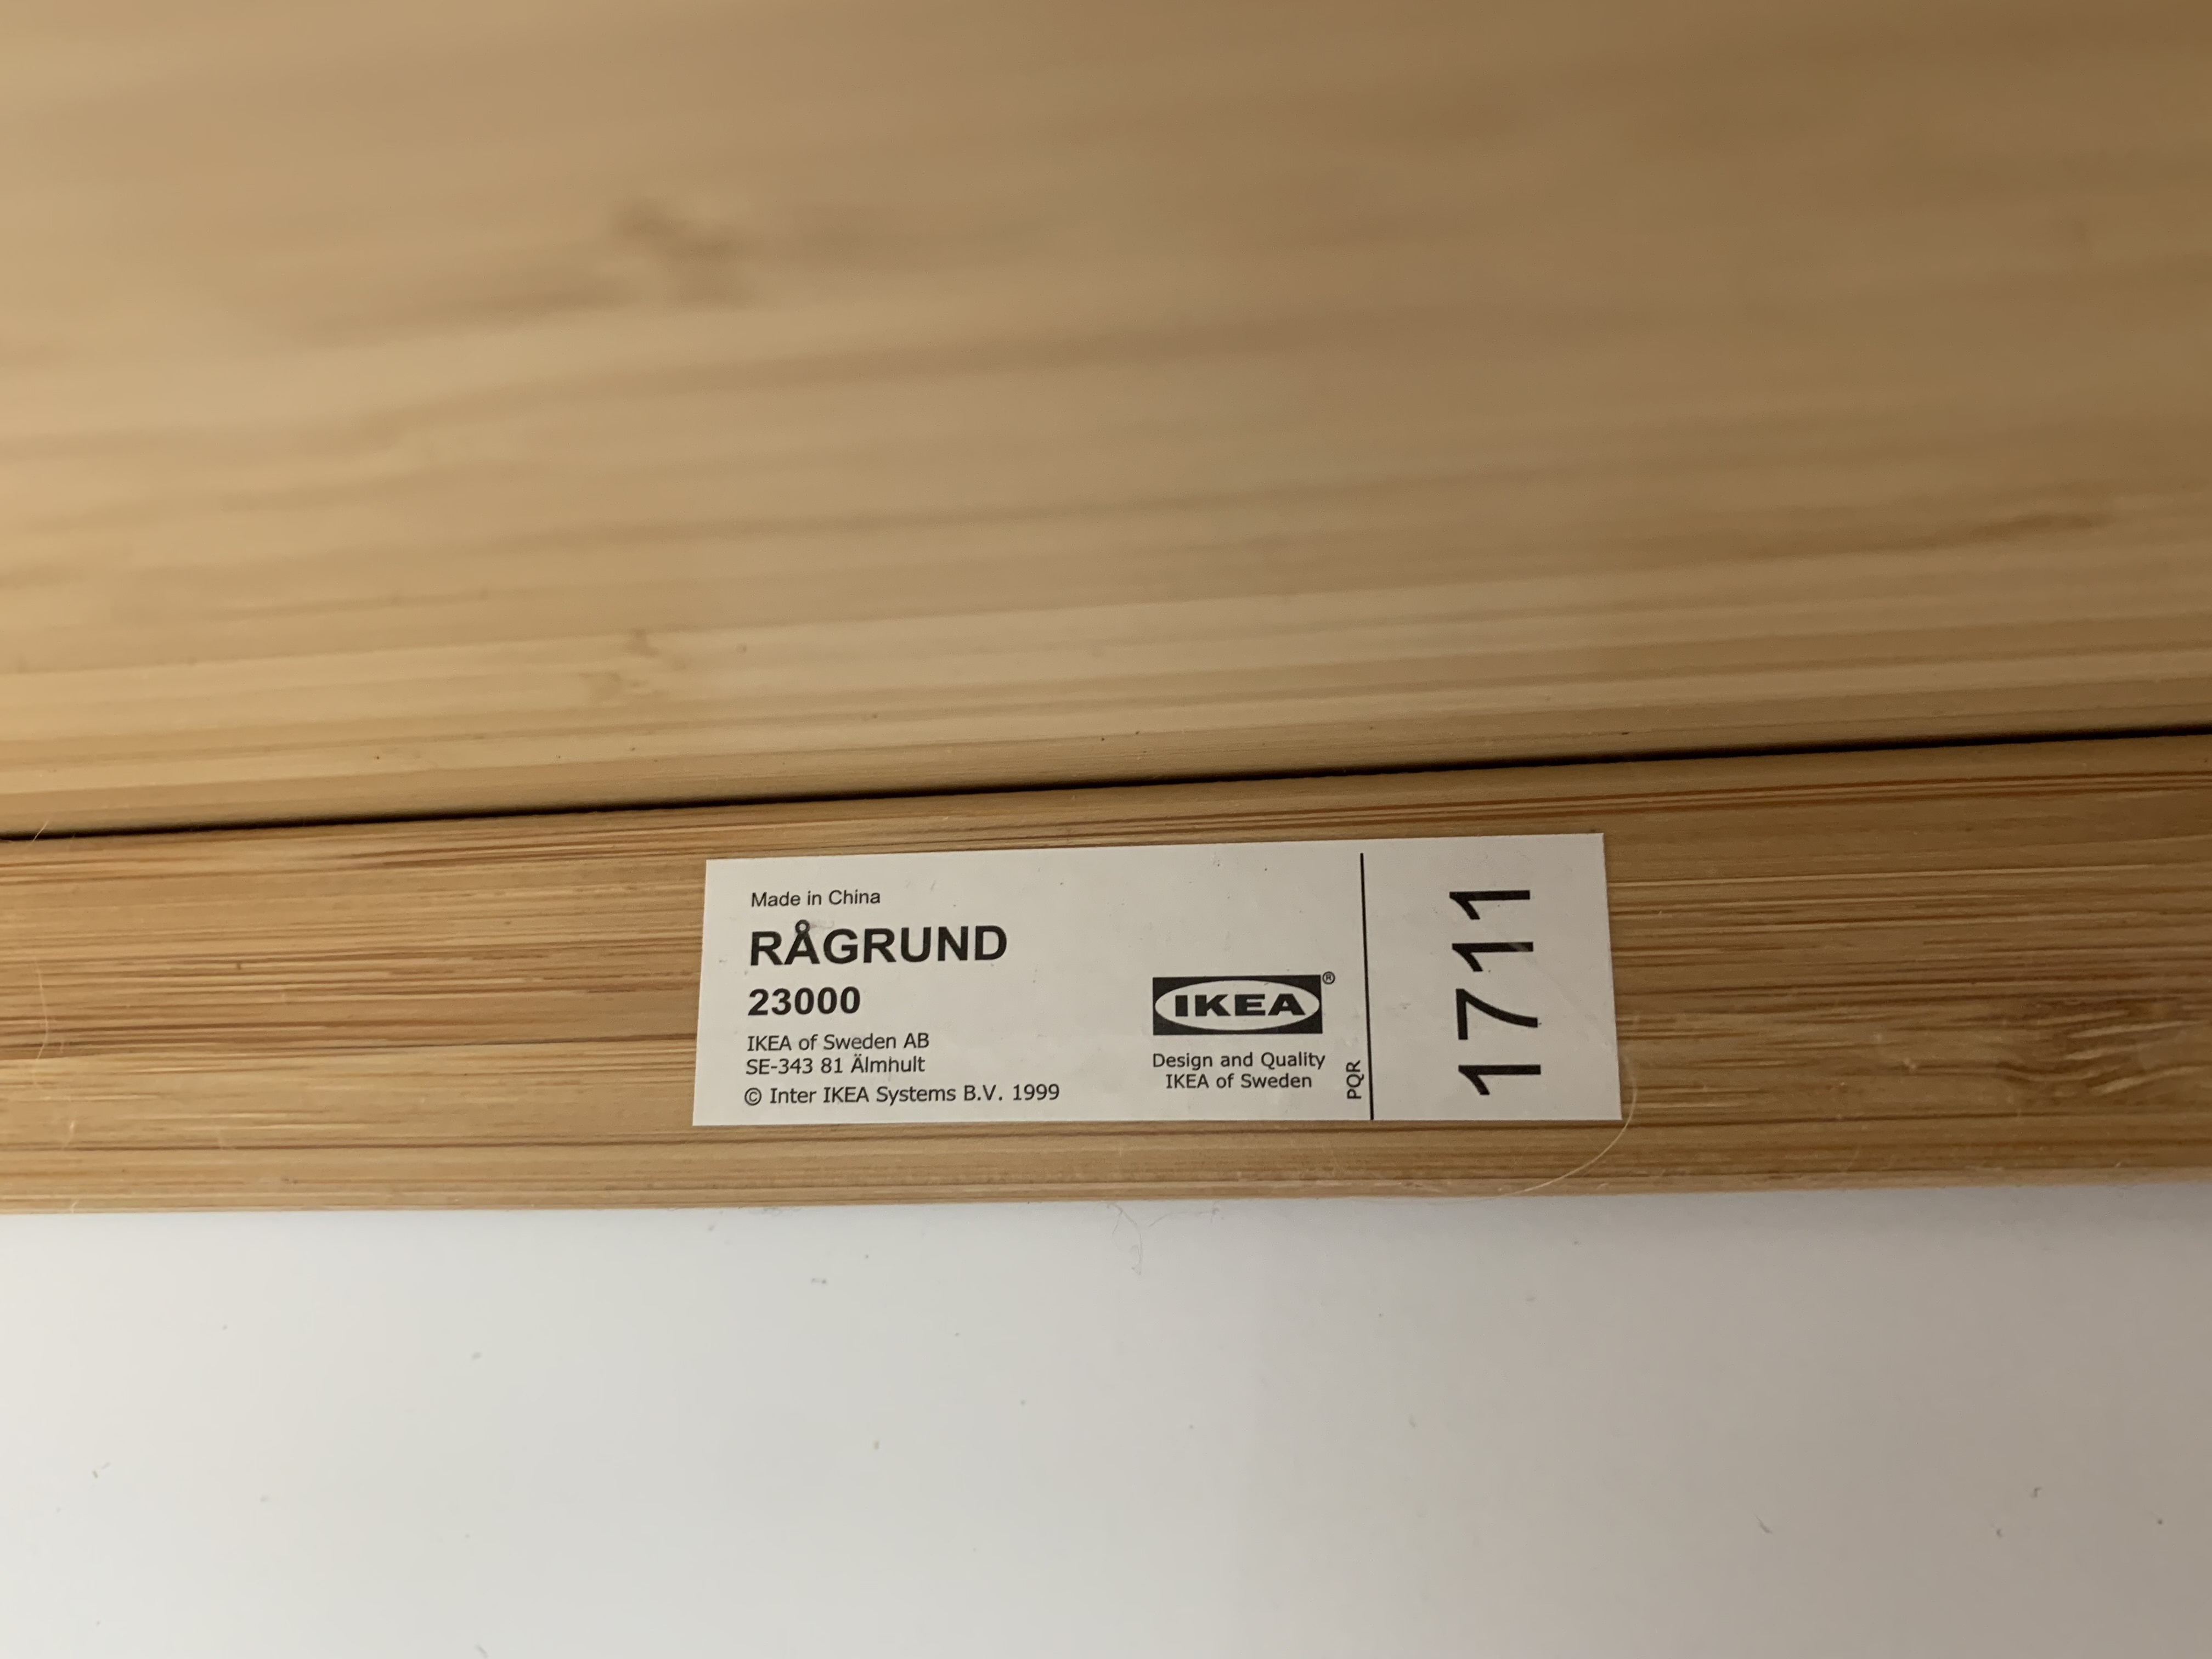 Made in China
RÅGRUND
23000
IKEA of Sweden AB
SE-343 81 Älmhult
© Inter IKEA Systems B.V. 1999
IKEA®
Design and Quality
IKEA of Sweden
PQR
1711